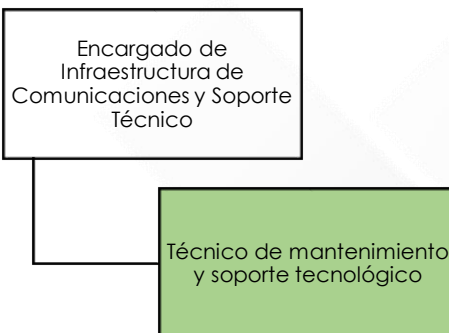 Encargado de
Infraestructura de
Comunicaciones y Soporte
Técnico
Técnico de mantenimiento
y soporte tecnológico